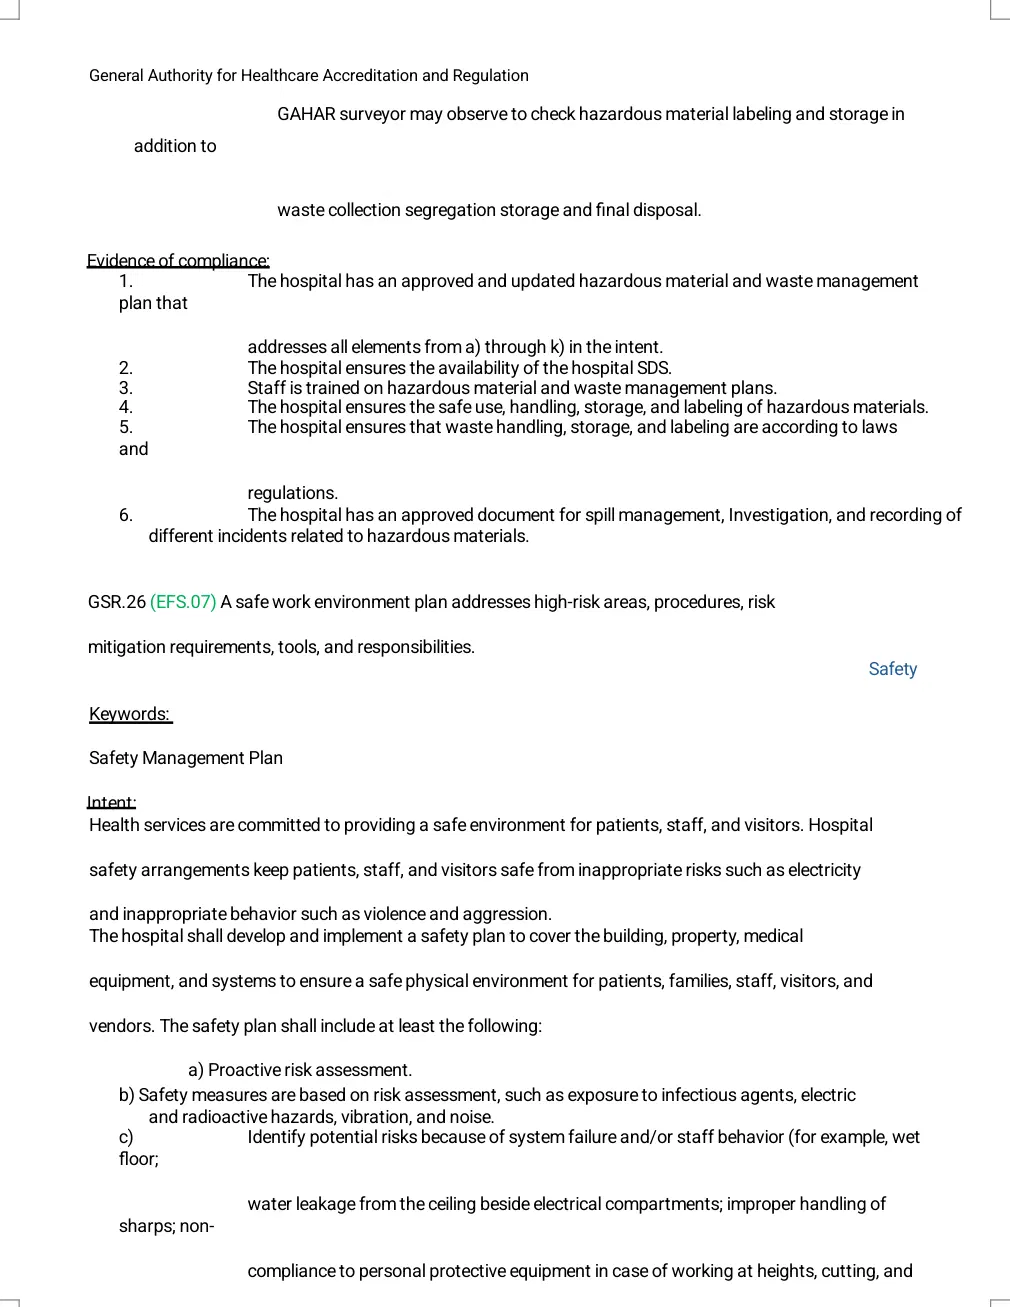 General Authority for Healthcare Accreditation and Regulation
GAHAR surveyor may observe to check hazardous material labeling and storage in
addition to
waste collection segregation storage and final disposal.
Evidence of compliance:
1. The hospital has an approved and updated hazardous material and waste management
plan that
addresses all elements from a) through k) in the intent.
2. The hospital ensures the availability of the hospital SDS.
3. Staff is trained on hazardous material and waste management plans.
4. The hospital ensures the safe use, handling, storage, and labeling of hazardous materials.
5. The hospital ensures that waste handling, storage, and labeling are according to laws
and
regulations.
6. The hospital has an approved document for spill management, Investigation, and recording of
different incidents related to hazardous materials.
GSR.26 (EFS.07) A safe work environment plan addresses high-risk areas, procedures, risk
mitigation requirements, tools, and responsibilities.
Safety
Keywords:
Safety Management Plan
Intent:
Health services are committed to providing a safe environment for patients, staff, and visitors. Hospital
safety arrangements keep patients, staff, and visitors safe from inappropriate risks such as electricity
and inappropriate behavior such as violence and aggression.
The hospital shall develop and implement a safety plan to cover the building, property, medical
equipment, and systems to ensure a safe physical environment for patients, families, staff, visitors, and
vendors. The safety plan shall include at least the following:
a) Proactive risk assessment.
b) Safety measures are based on risk assessment, such as exposure to infectious agents, electric
and radioactive hazards, vibration, and noise.
c) Identify potential risks because of system failure and/or staff behavior (for example, wet
floor;
water leakage from the ceiling beside electrical compartments; improper handling of
sharps; non-
compliance to personal protective equipment in case of working at heights, cutting, and